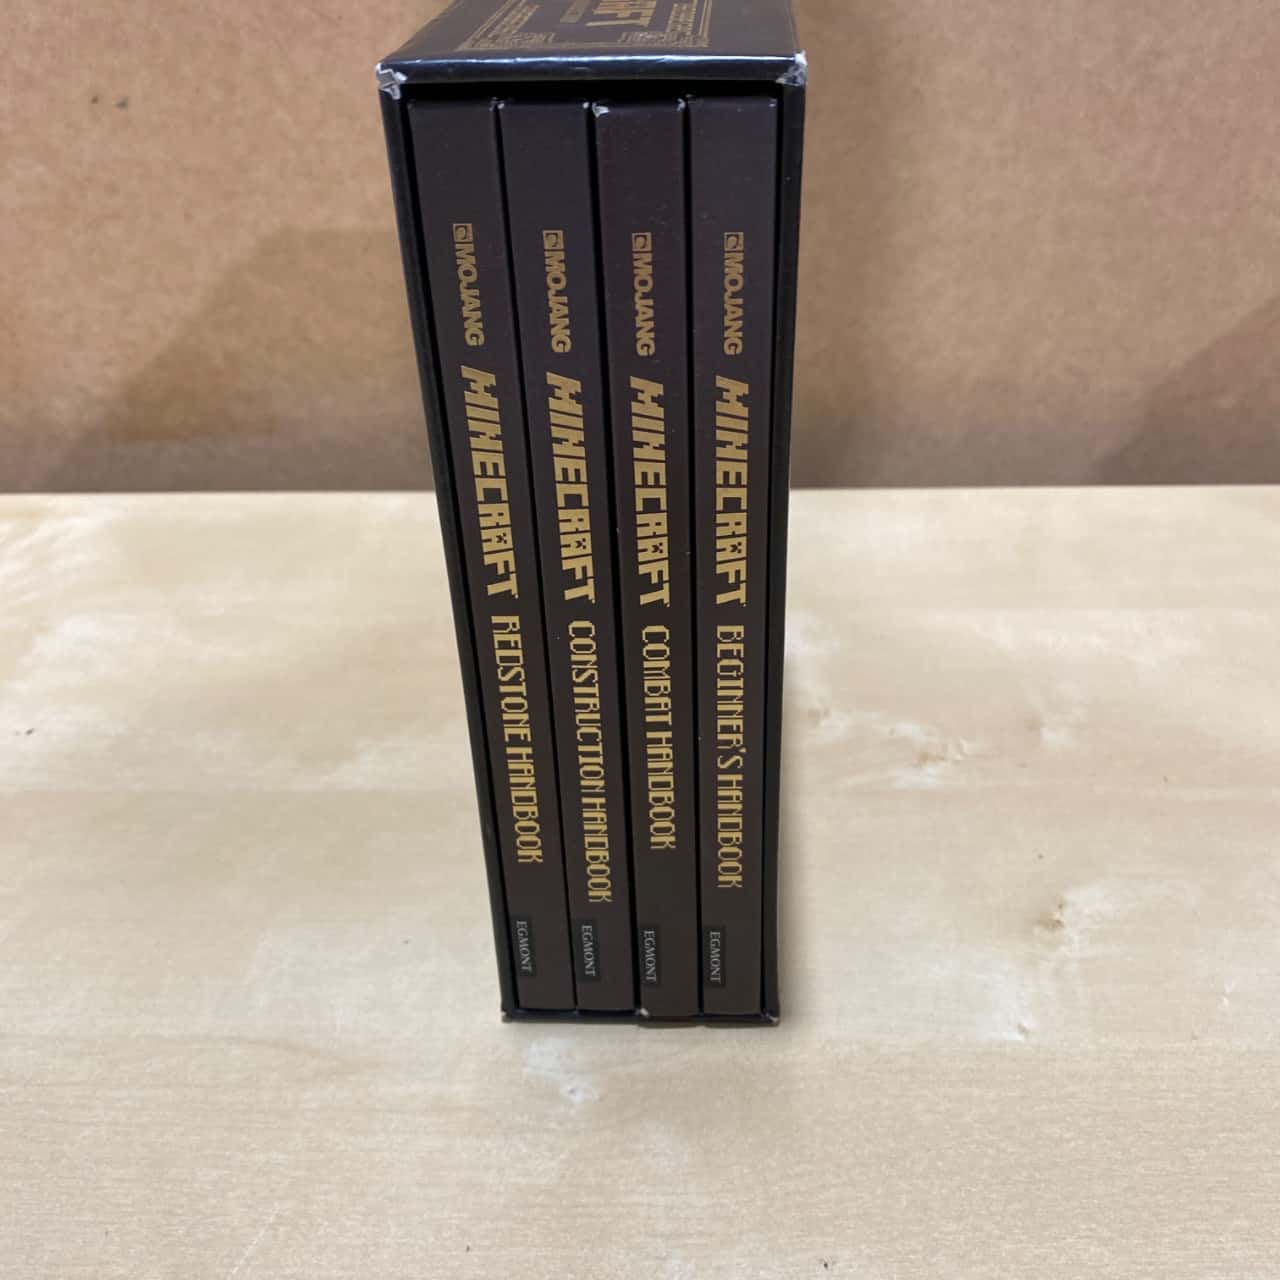 MOJANG MINECRAFT REDSTONE HANDBOOK EGMONT
MOJANG MINECRAFT CONSTRUCTION HANDBOOK EGMONT
MOJANG MINECRAFT COMBAT HANDBOOK EGMONT
MOJANG MINECRAFT BEGINNER'S HANDBOOK EGMONT